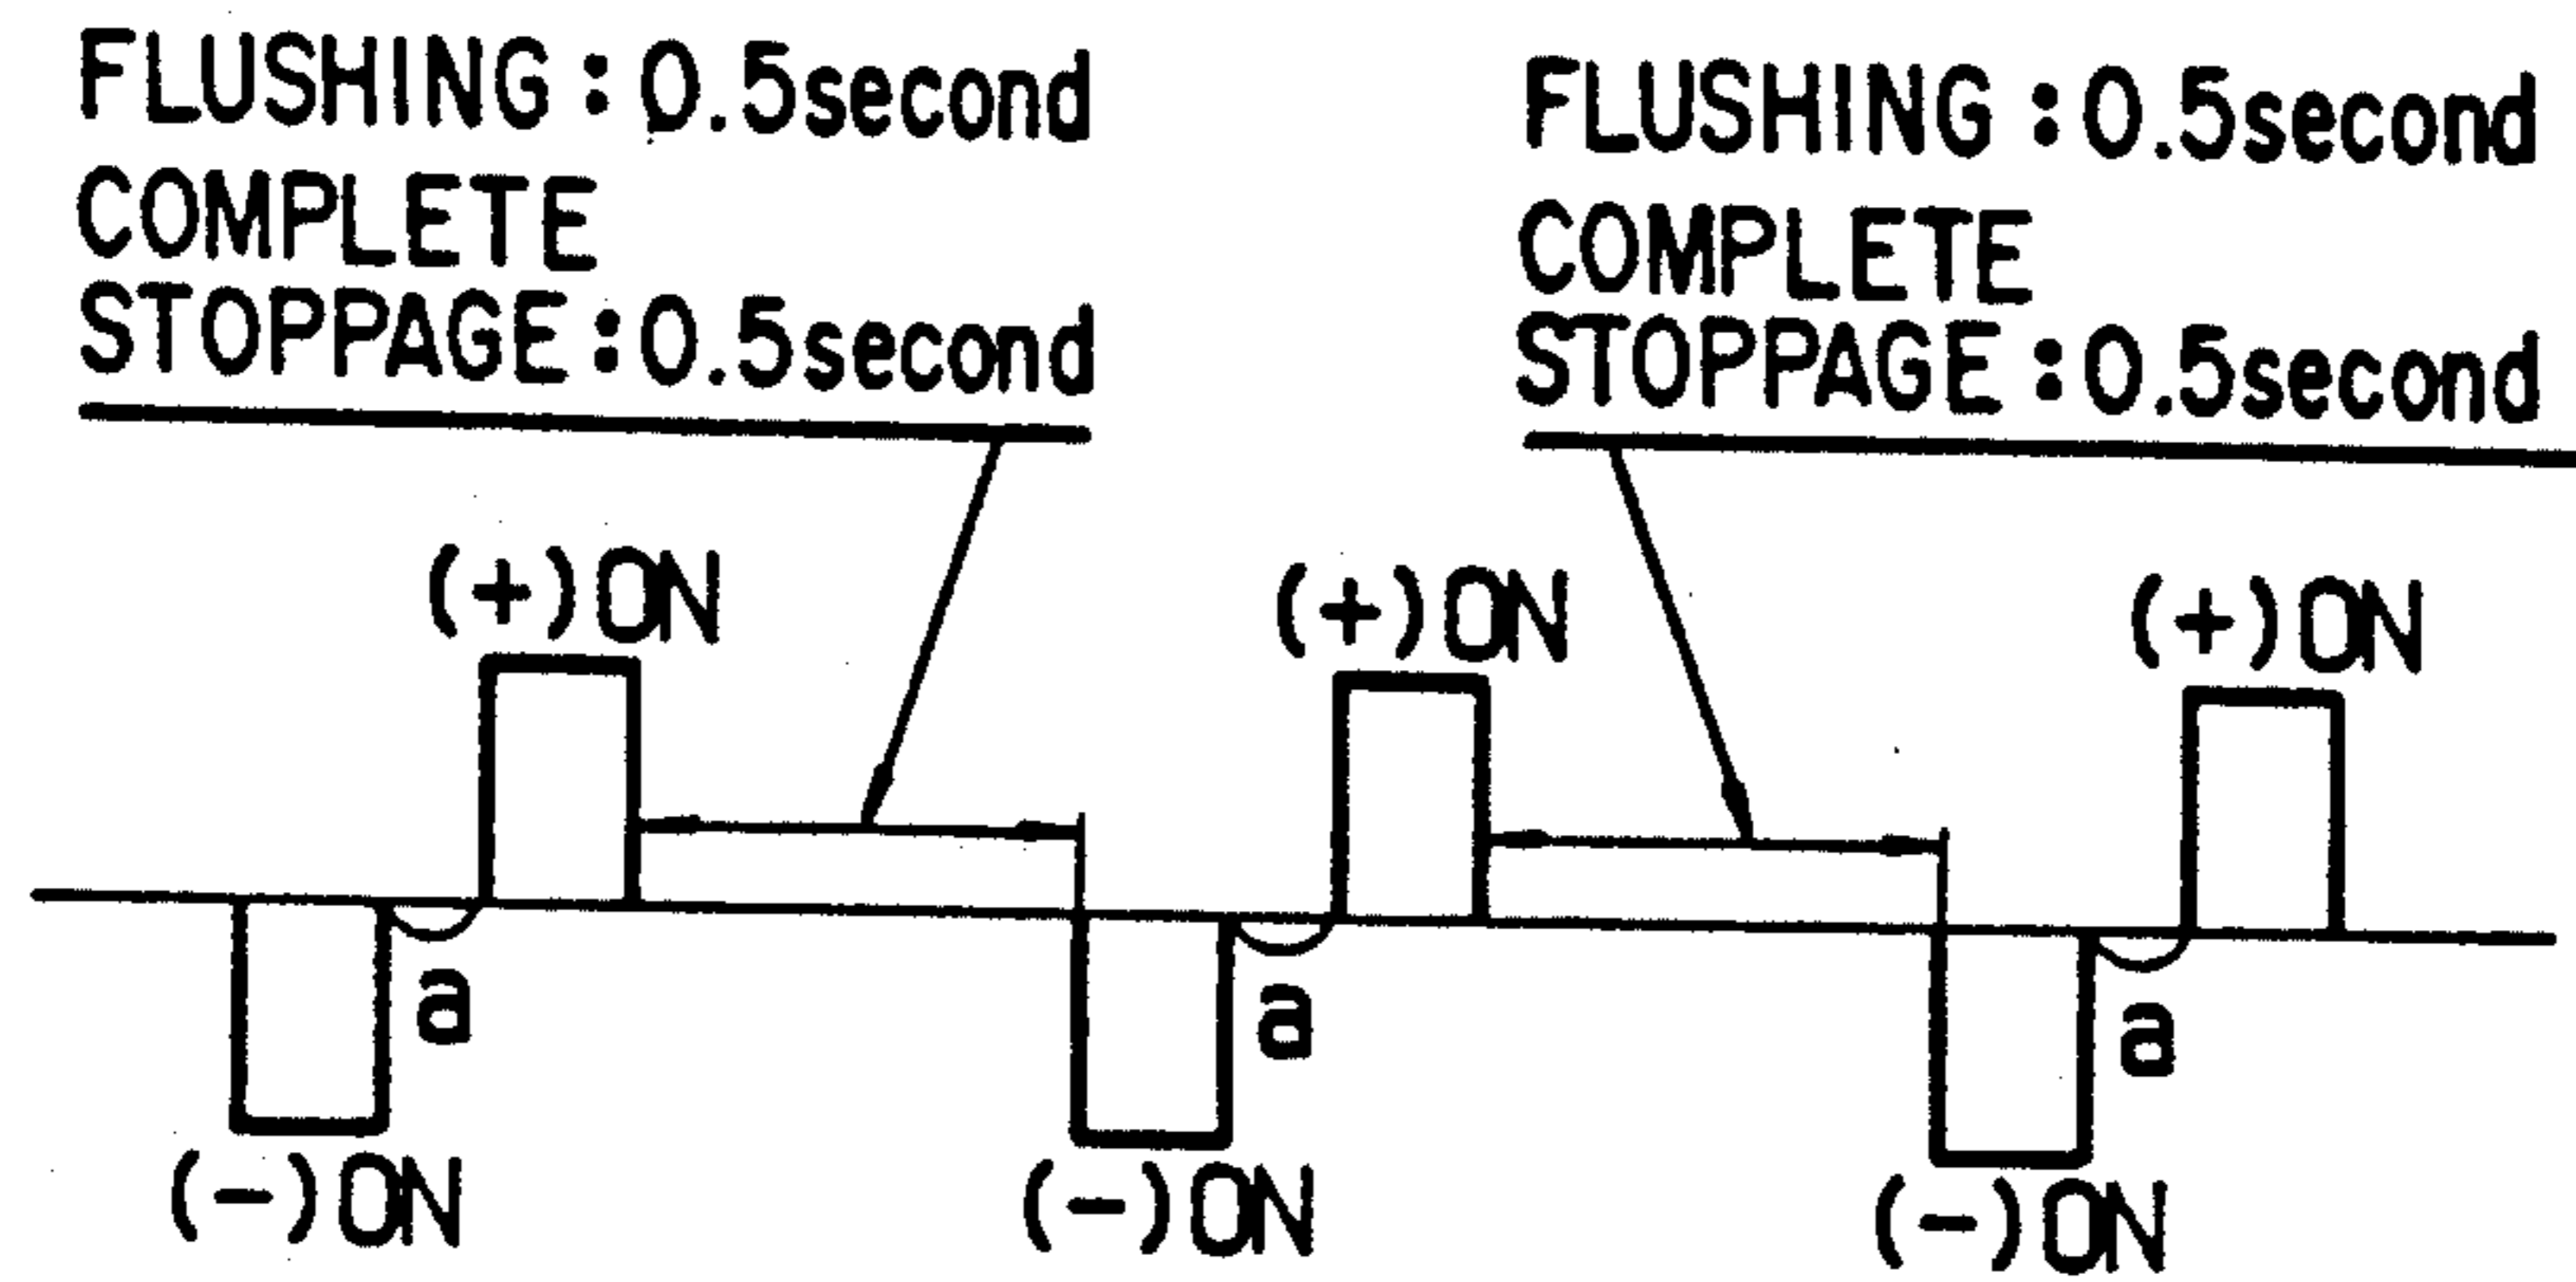 FLUSHING : 0.5second
COMPLETE
STOPPAGE : 0.5second
FLUSHING : 0.5second
COMPLETE
STOPPAGE : 0.5second
(+)ON
(+)ON
(+)ON
a
a
a
(-)ON
(-)ON
(-)ON